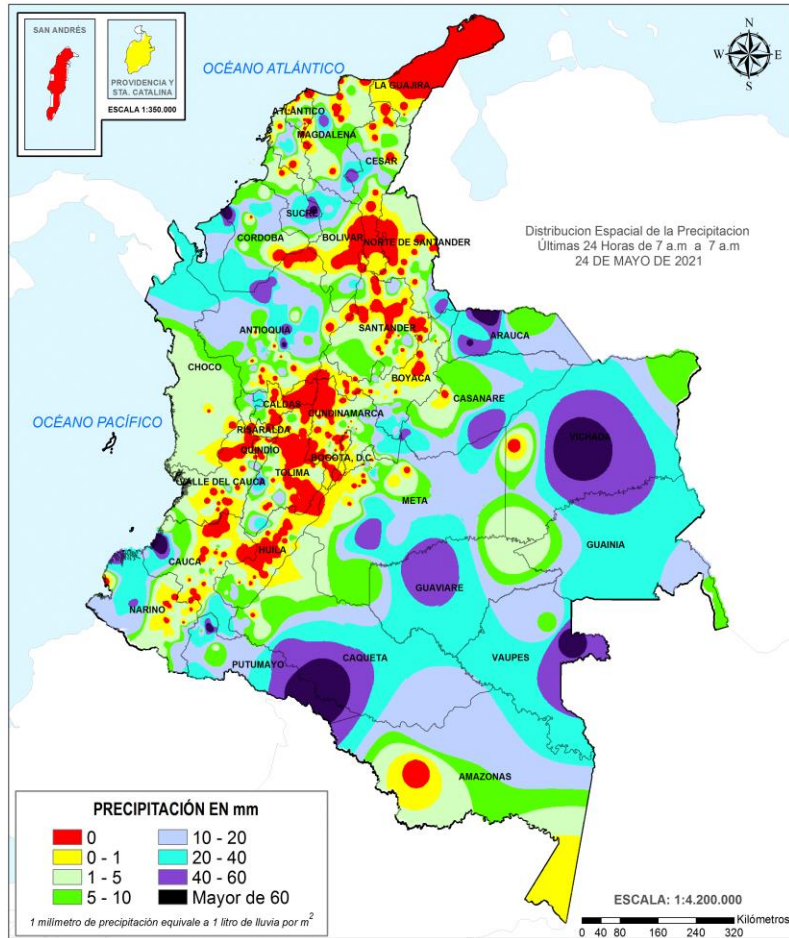 SAN ANDRÉS
PROVIDENCIA Y
STA. CATALINA
ESCALA 1:350.000
OCÉANO ATLÁNTICO
N
W
E
S
LA GUAJIRA
ATLÁNTICO
MAGDALENA
CESAR
SUCRE
CORDOBA
BOLIVAR
NORTE DE SANTANDER
Distribucion Espacial de la Precipitacion
Últimas 24 Horas de 7 a.m a 7 a.m
24 DE MAYO DE 2021
ANTIOQUIA
SANTANDER
ARAUCA
CHOCO
BOYACA
CASANARE
OCÉANO PACÍFICO
CALDAS
CUNDINAMARCA
RISARALDA
VICHADA
QUINDÍO
BOGOTA, D.C.
TOLIMA
VALLE DEL CAUCA
META
GUAINIA
CAUCA
HUILA
GUAVIARE
NARINO
PUTUMAYO
CAQUETA
VAUPES
AMAZONAS
PRECIPITACIÓN EN mm
0
0 - 1
1 - 5
5 - 10
10 - 20
20 - 40
40 - 60
Mayor de 60
1 milímetro de precipitación equivale a 1 litro de lluvia por m²
ESCALA: 1:4.200.000
0 40 80 160 240 320 Kilómetros